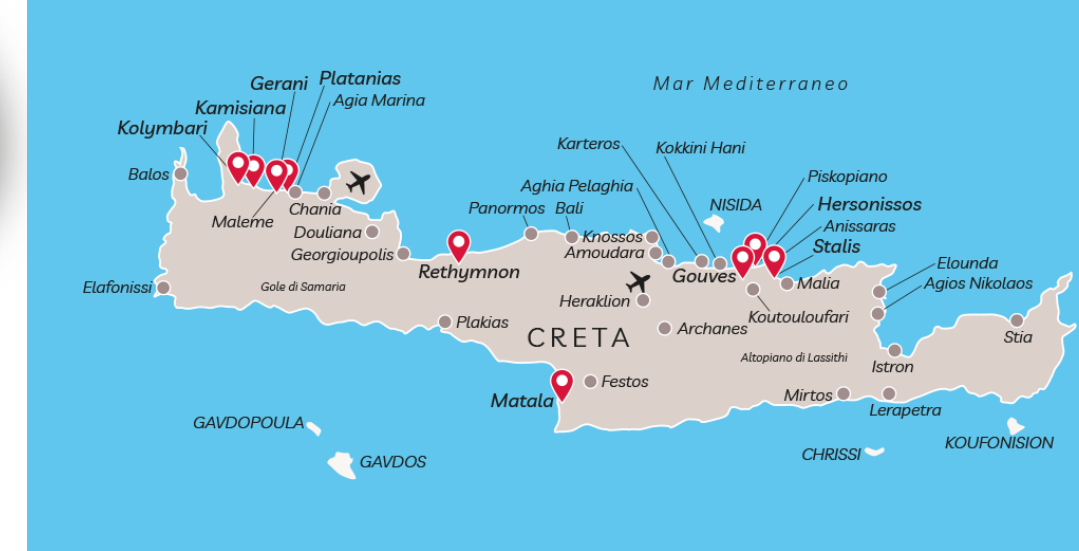 Mar Mediterraneo
Gerani
Platanias
Agia Marina
Kamisiana
Kolymbari
Balos
Maleme
Chania
Douliana
Georgioupolis
Elafonissi
Gole di Samaria
Karteros
Kokkini Hani
Aghia Pelaghia
Panormos
Bali
Knossos
Amoudara
Rethymnon
NISIDA
Piskopiano
Hersonissos
Anissaras
Stalis
Gouves
Malia
Elounda
Agios Nikolaos
Heraklion
Koutouloufari
Plakias
CRETA
Archanes
Altopiano di Lassithi
Stia
Istron
Festos
Matala
Mirtos
Lerapetra
GAVDOPOULA
GAVDOS
CHRISSI
KOUFONISION